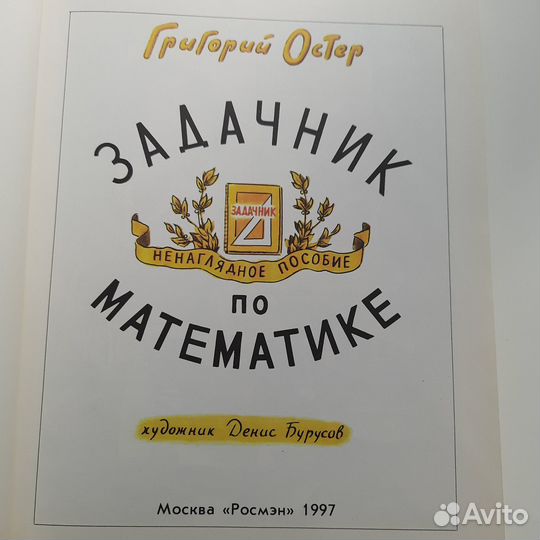 Григорий Остер
ЗАДАЧНИК
ЗАДАЧНИК
НЕНАГЛЯДНОЕ ПОСОБИЕ
ПО
МАТЕМАТИКЕ
художник Денис Бурусов
Москва «Росмэн» 1997
Avito